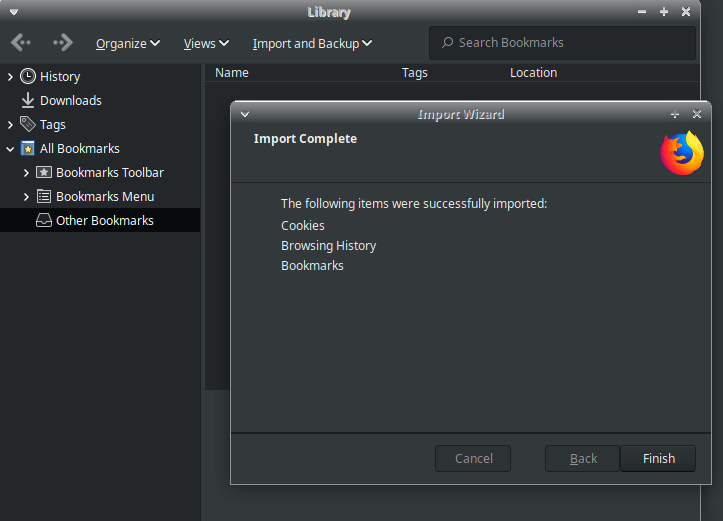 Library
Organize Views Import and Backup Search Bookmarks
Name Tags Location
History
Downloads
Tags
All Bookmarks
Bookmarks Toolbar
Bookmarks Menu
Other Bookmarks
Import Wizard
Import Complete
The following items were successfully imported:
Cookies
Browsing History
Bookmarks
Cancel Back Finish